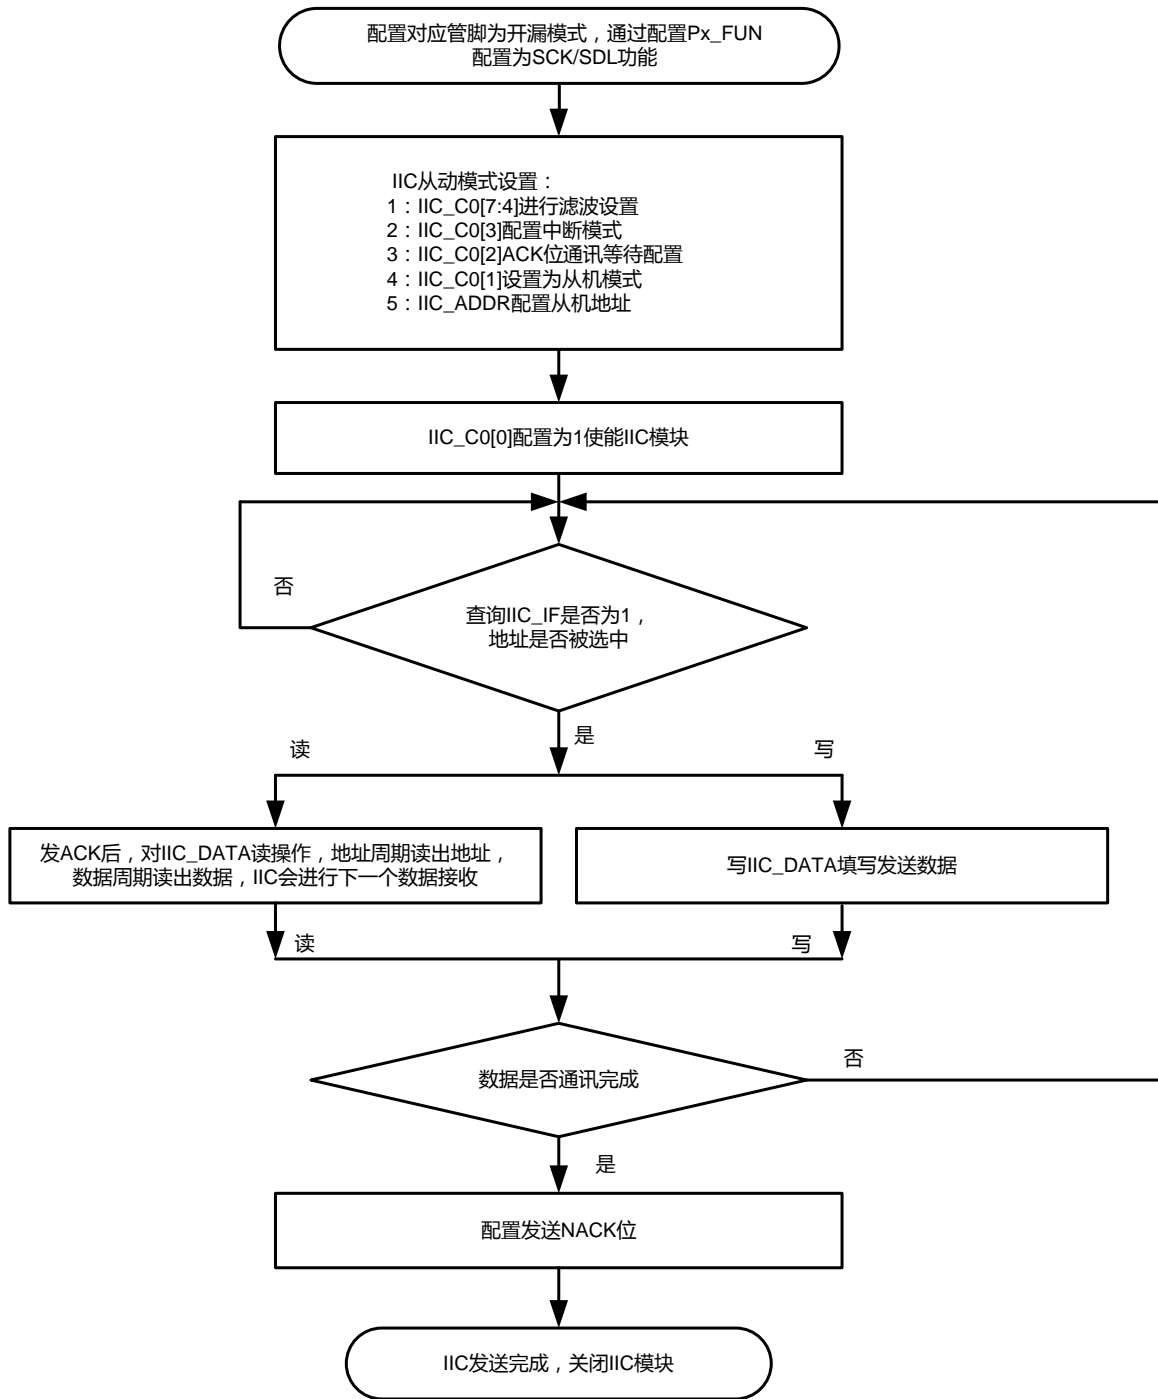 配置对应管脚为开漏模式，通过配置Px_FUN
配置为SCK/SDL功能
IIC从动模式设置：
1：IIC_C0[7:4]进行滤波设置
2：IIC_C0[3]配置中断模式
3：IIC_C0[2]ACK位通讯等待配置
4：IIC_C0[1]设置为从机模式
5：IIC_ADDR配置从机地址
IIC_C0[0]配置为1使能IIC模块
否
查询IIC_IF是否为1，
地址是否被选中
是
读
写
发ACK后，对IIC_DATA读操作，地址周期读出地址，
数据周期读出数据，IIC会进行下一个数据接收
写IIC_DATA填写发送数据
读
写
数据是否通讯完成
否
是
配置发送NACK位
IIC发送完成，关闭IIC模块